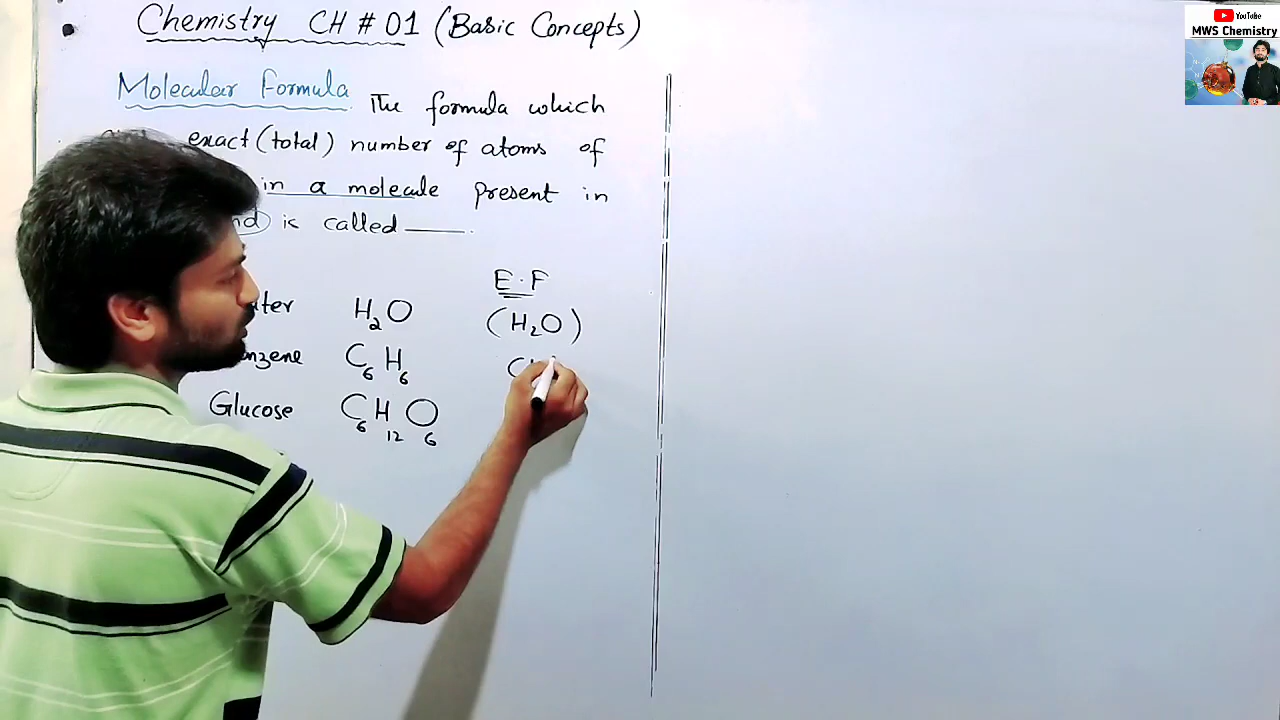 Chemistry CH # 01 (Basic Concepts)
YouTube
MWS Chemistry
Molecular Formula The formula which
exact (total) number of atoms of
in a molecule present in
is called ____.
E.F
H2O (H2O)
C6H6
Glucose C6H12O6